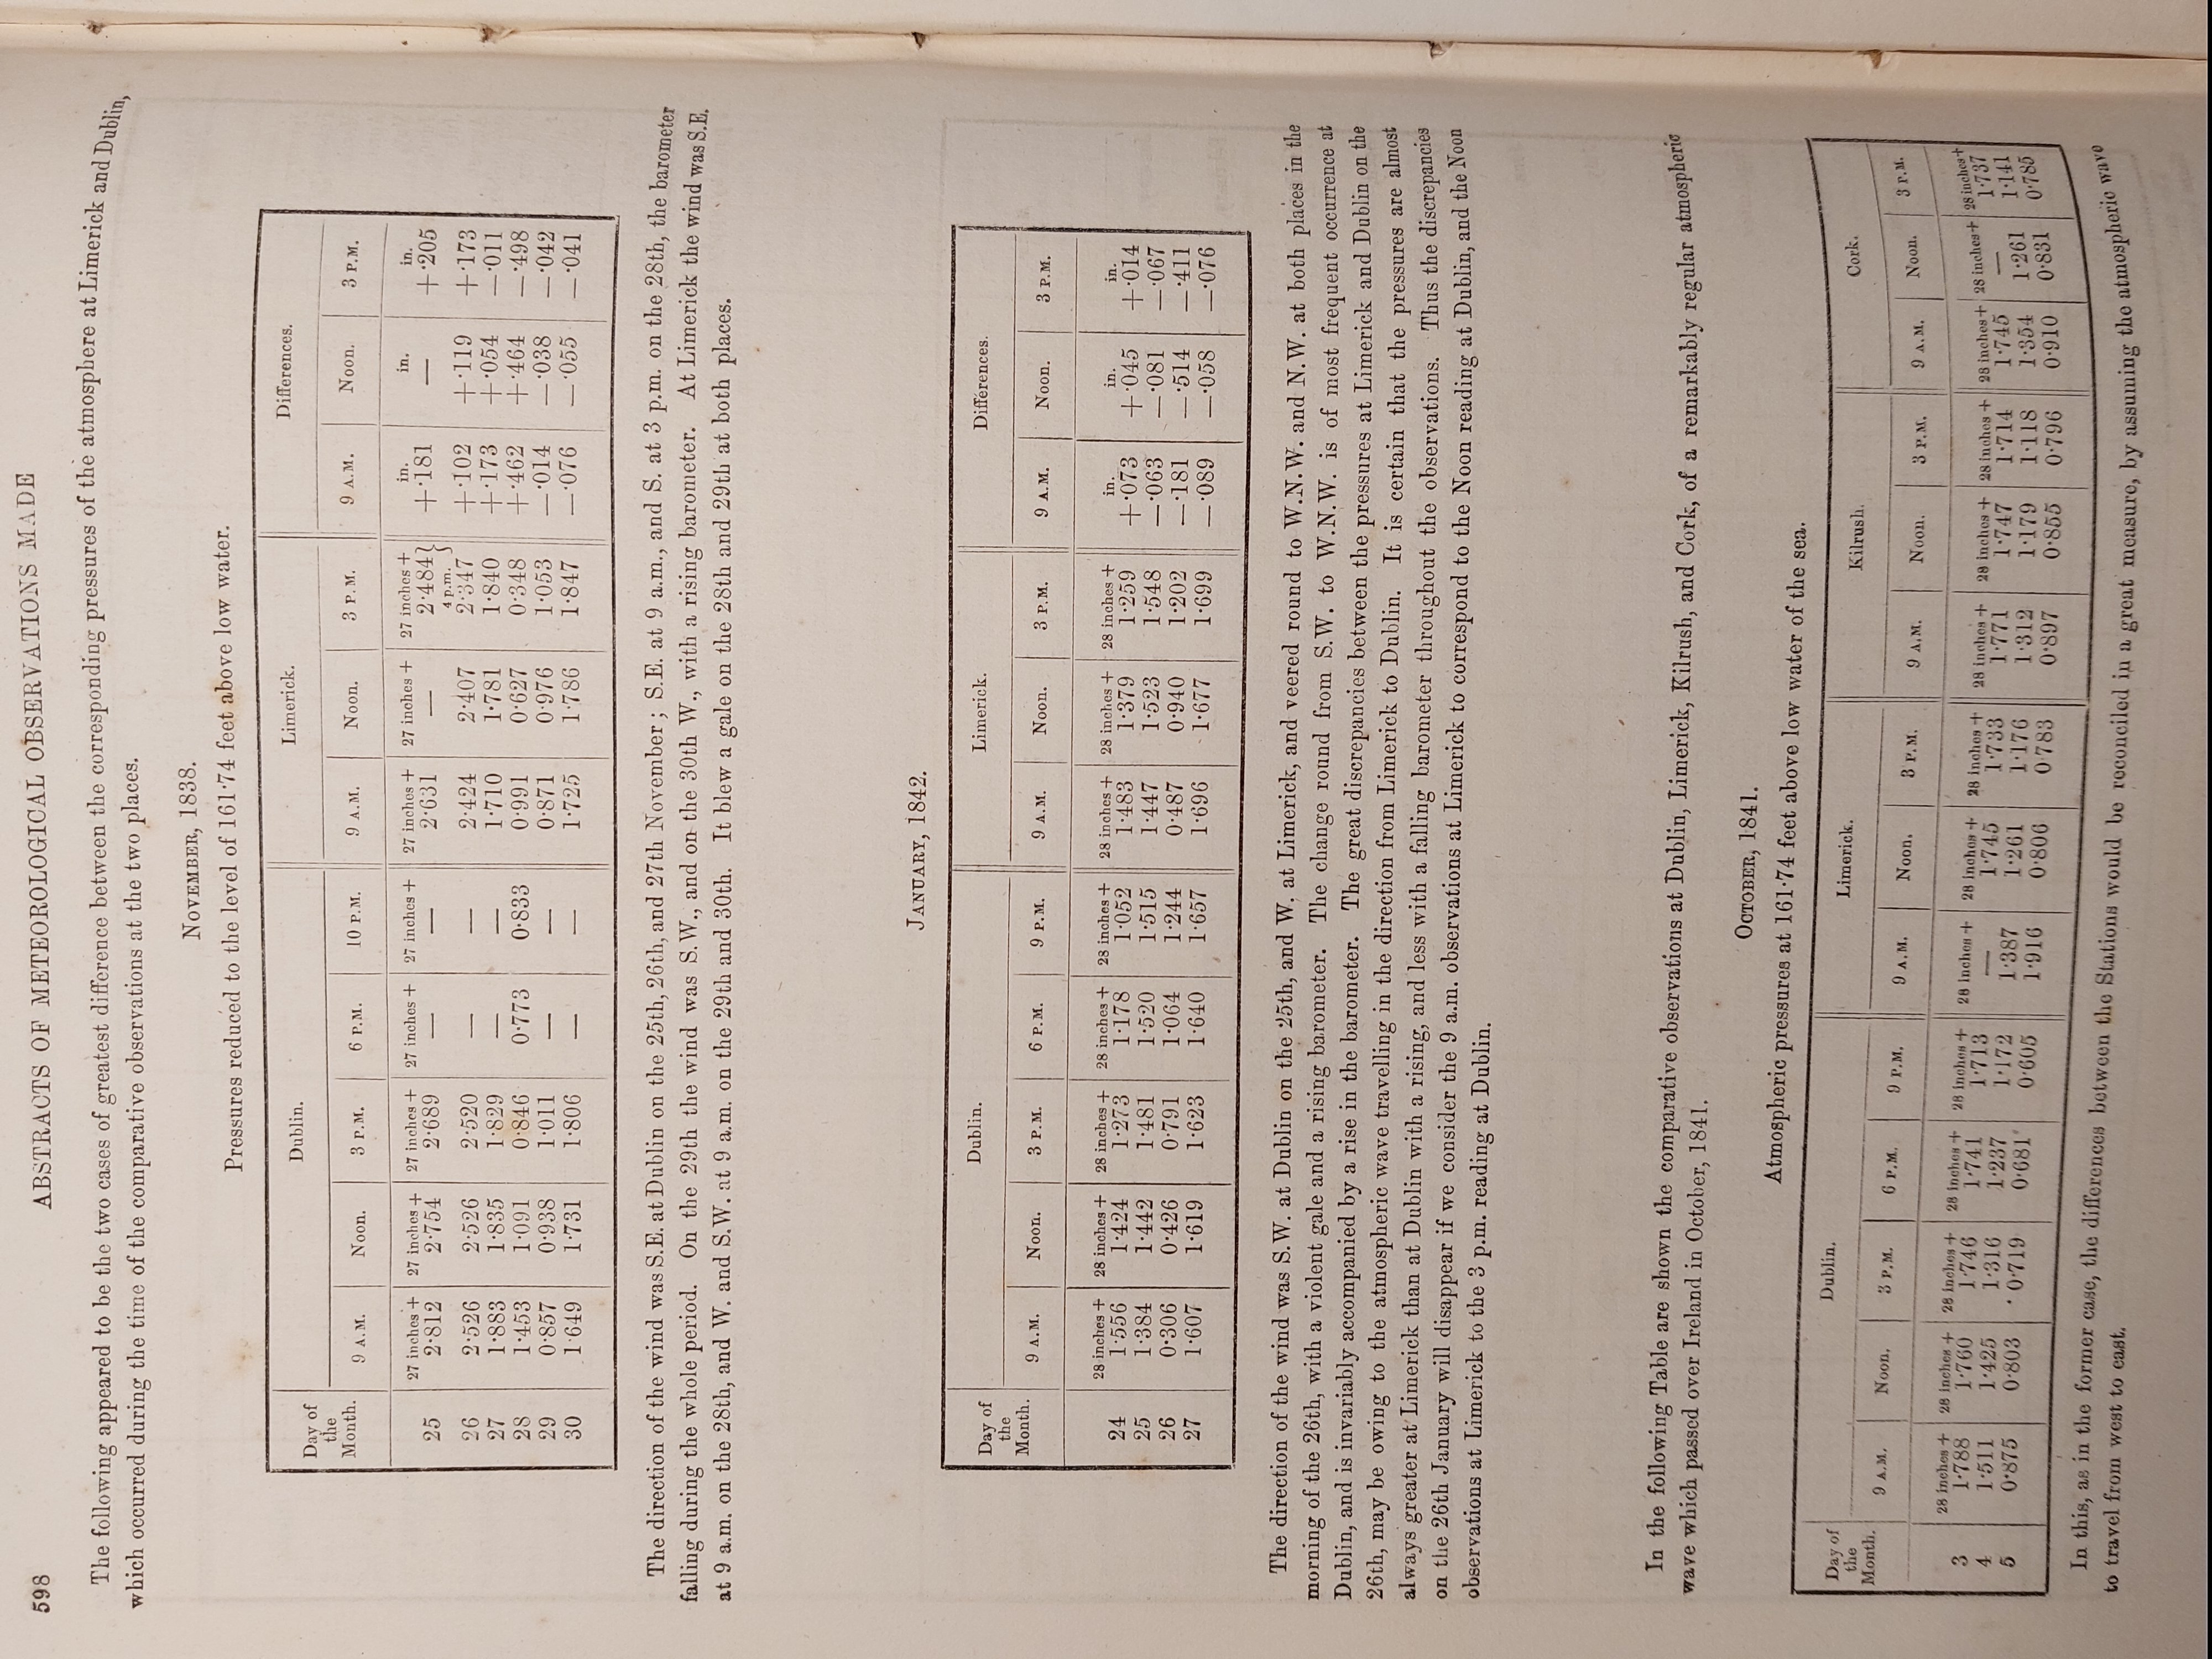 598
ABSTRACTS OF METEOROLOGICAL OBSERVATIONS MADE
The following appeared to be the two cases of greatest difference between the corresponding pressures of the atmosphere at Limerick and Dublin,
which occurred during the time of the comparative observations at the two places.
NOVEMBER, 1838.
Pressures reduced to the level of 161·74 feet above low water.
Day of the Month. Dublin. Limerick. Differences.
9 A.M. Noon. 3 P.M. 6 P.M. 10 P.M. 9 A.M. Noon. 3 P.M. 9 A.M. Noon. 3 P.M.
27 inches + 27 inches + 27 inches + 27 inches + 27 inches + 27 inches + 27 inches + 27 inches + in. in. in.
25 2·812 2·754 2·689 — — 2·631 — 2·484 } +·181 — +·205
4 p.m.
26 2·526 2·526 2·520 — — 2·424 2·407 2·347 +·102 +·119 +·173
27 1·883 1·835 1·829 — — 1·710 1·781 1·840 +·173 +·054 —·011
28 1·453 1·091 0·846 0·773 0·833 0·991 0·627 0·348 +·462 +·464 —·498
29 0·857 0·938 1·011 — — 0·871 0·976 1·053 —·014 —·038 —·042
30 1·649 1·731 1·806 — — 1·725 1·786 1·847 —·076 —·055 —·041
The direction of the wind was S.E. at Dublin on the 25th, 26th, and 27th November; S.E. at 9 a.m., and S. at 3 p.m. on the 28th, the barometer
falling during the whole period. On the 29th the wind was S.W., and on the 30th W., with a rising barometer. At Limerick the wind was S.E.
at 9 a.m. on the 28th, and W. and S.W. at 9 a.m. on the 29th and 30th. It blew a gale on the 28th and 29th at both places.
JANUARY, 1842.
Day of the Month. Dublin. Limerick. Differences.
9 A.M. Noon. 3 P.M. 6 P.M. 9 P.M. 9 A.M. Noon. 3 P.M. 9 A.M. Noon. 3 P.M.
28 inches + 28 inches + 28 inches + 28 inches + 28 inches + 28 inches + 28 inches + 28 inches + in. in. in.
24 1·556 1·424 1·273 1·178 1·052 1·483 1·379 1·259 +·073 +·045 +·014
25 1·384 1·442 1·481 1·520 1·515 1·447 1·523 1·548 —·063 —·081 —·067
26 0·306 0·426 0·791 1·064 1·244 0·487 0·940 1·202 —·181 —·514 —·411
27 1·607 1·619 1·623 1·640 1·657 1·696 1·677 1·699 —·089 —·058 —·076
The direction of the wind was S.W. at Dublin on the 25th, and W. at Limerick, and veered round to W.N.W. and N.W. at both places in the
morning of the 26th, with a violent gale and a rising barometer. The change round from S.W. to W.N.W. is of most frequent occurrence at
Dublin, and is invariably accompanied by a rise in the barometer. The great discrepancies between the pressures at Limerick and Dublin on the
26th, may be owing to the atmospheric wave travelling in the direction from Limerick to Dublin. It is certain that the pressures are almost
always greater at Limerick than at Dublin with a rising, and less with a falling barometer throughout the observations. Thus the discrepancies
on the 26th January will disappear if we consider the 9 a.m. observations at Limerick to correspond to the Noon reading at Dublin, and the Noon
observations at Limerick to the 3 p.m. reading at Dublin.
In the following Table are shown the comparative observations at Dublin, Limerick, Kilrush, and Cork, of a remarkably regular atmospheric
wave which passed over Ireland in October, 1841.
OCTOBER, 1841.
Atmospheric pressures at 161·74 feet above low water of the sea.
Day of the Month. Dublin. Limerick. Kilrush. Cork.
9 A.M. Noon. 3 P.M. 6 P.M. 9 P.M. 9 A.M. Noon. 3 P.M. 9 A.M. Noon. 3 P.M. 9 A.M. Noon. 3 P.M.
28 inches + 28 inches + 28 inches + 28 inches + 28 inches + 28 inches + 28 inches + 28 inches + 28 inches + 28 inches + 28 inches + 28 inches + 28 inches + 28 inches +
3 1·788 1·760 1·746 1·741 1·713 — 1·745 1·733 1·771 1·747 1·714 1·745 — 1·737
4 1·511 1·425 1·316 1·237 1·172 1·387 1·261 1·176 1·312 1·179 1·118 1·354 1·261 1·141
5 0·875 0·803 0·719 0·681 0·605 1·916 0·806 0·783 0·897 0·855 0·796 0·910 0·831 0·785
In this, as in the former case, the differences between the Stations would be reconciled in a great measure, by assuming the atmospheric wave
to travel from west to east.